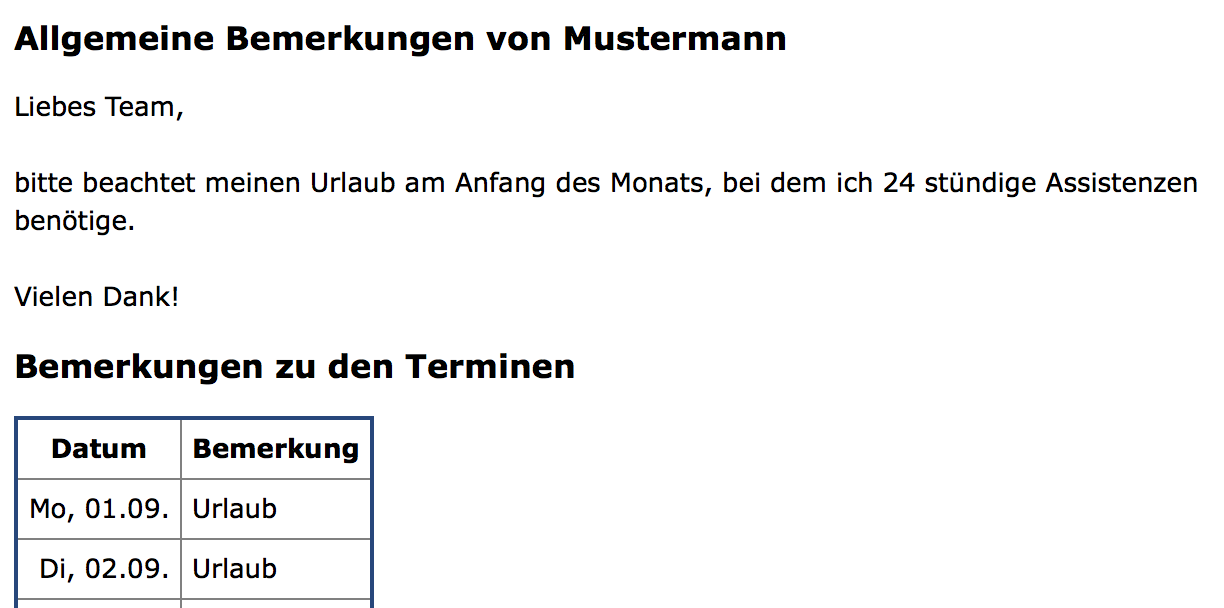 Allgemeine Bemerkungen von Mustermann
Liebes Team,
bitte beachtet meinen Urlaub am Anfang des Monats, bei dem ich 24 stündige Assistenzen
benötige.
Vielen Dank!
Bemerkungen zu den Terminen
Datum Bemerkung
Mo, 01.09. Urlaub
Di, 02.09. Urlaub